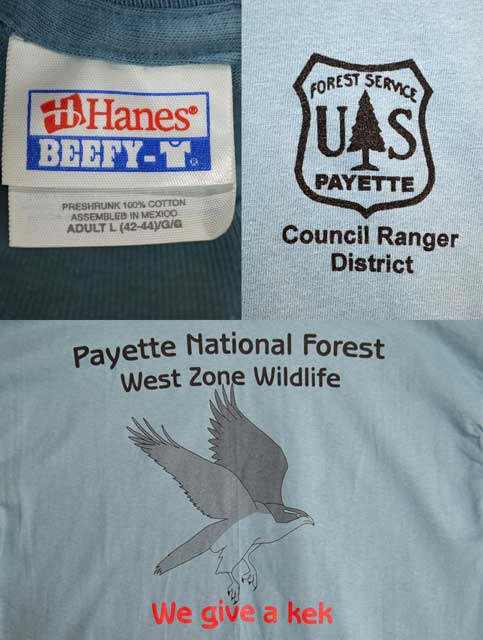 Hanes®
BEEFY-T®
PRESHRUNK 100% COTTON
ASSEMBLED IN MEXICO
ADULT L (42-44)/G/G
FOREST SERVICE
U S
PAYETTE
Council Ranger
District
Payette National Forest
West Zone Wildlife
We give a kek